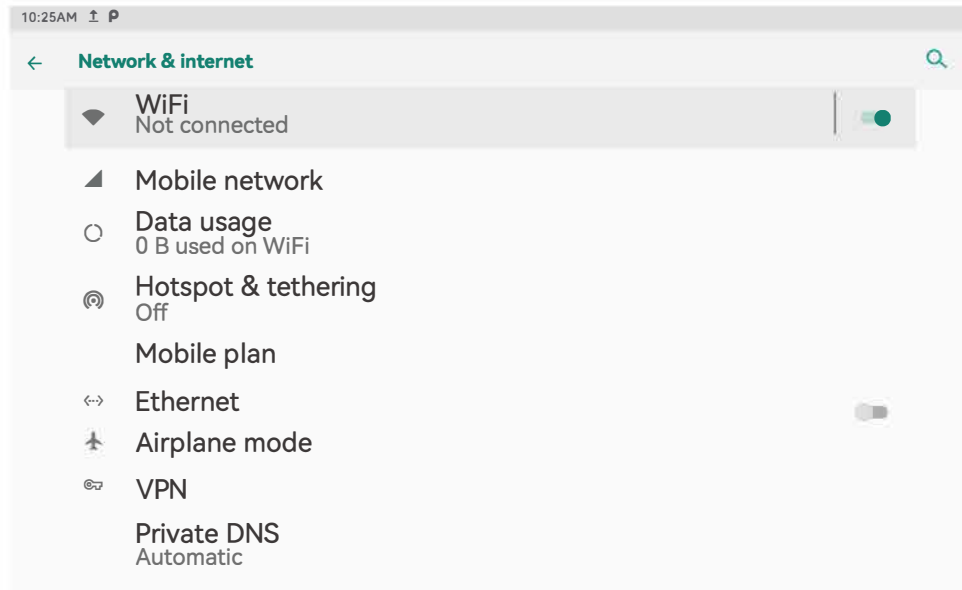 10:25AM
Network & internet
WiFi
Not connected
Mobile network
Data usage
0 B used on WiFi
Hotspot & tethering
Off
Mobile plan
Ethernet
Airplane mode
VPN
Private DNS
Automatic